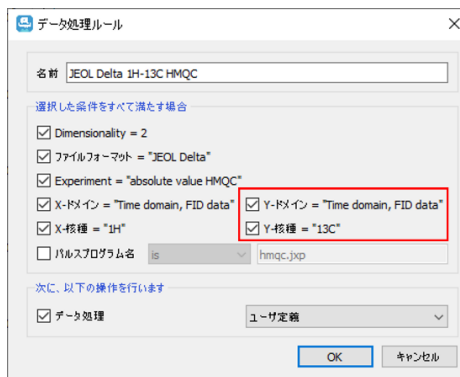 データ処理ルール
名前 JEOL Delta 1H-13C HMQC
選択した条件をすべて満たす場合
Dimensionality = 2
ファイルフォーマット = "JEOL Delta"
Experiment = "absolute value HMQC"
X-ドメイン = "Time domain, FID data" Y-ドメイン = "Time domain, FID data"
X-核種 = "1H" Y-核種 = "13C"
パルスプログラム名 is hmqc.jxp
次に、以下の操作を行います
データ処理 ユーザ定義
OK キャンセル